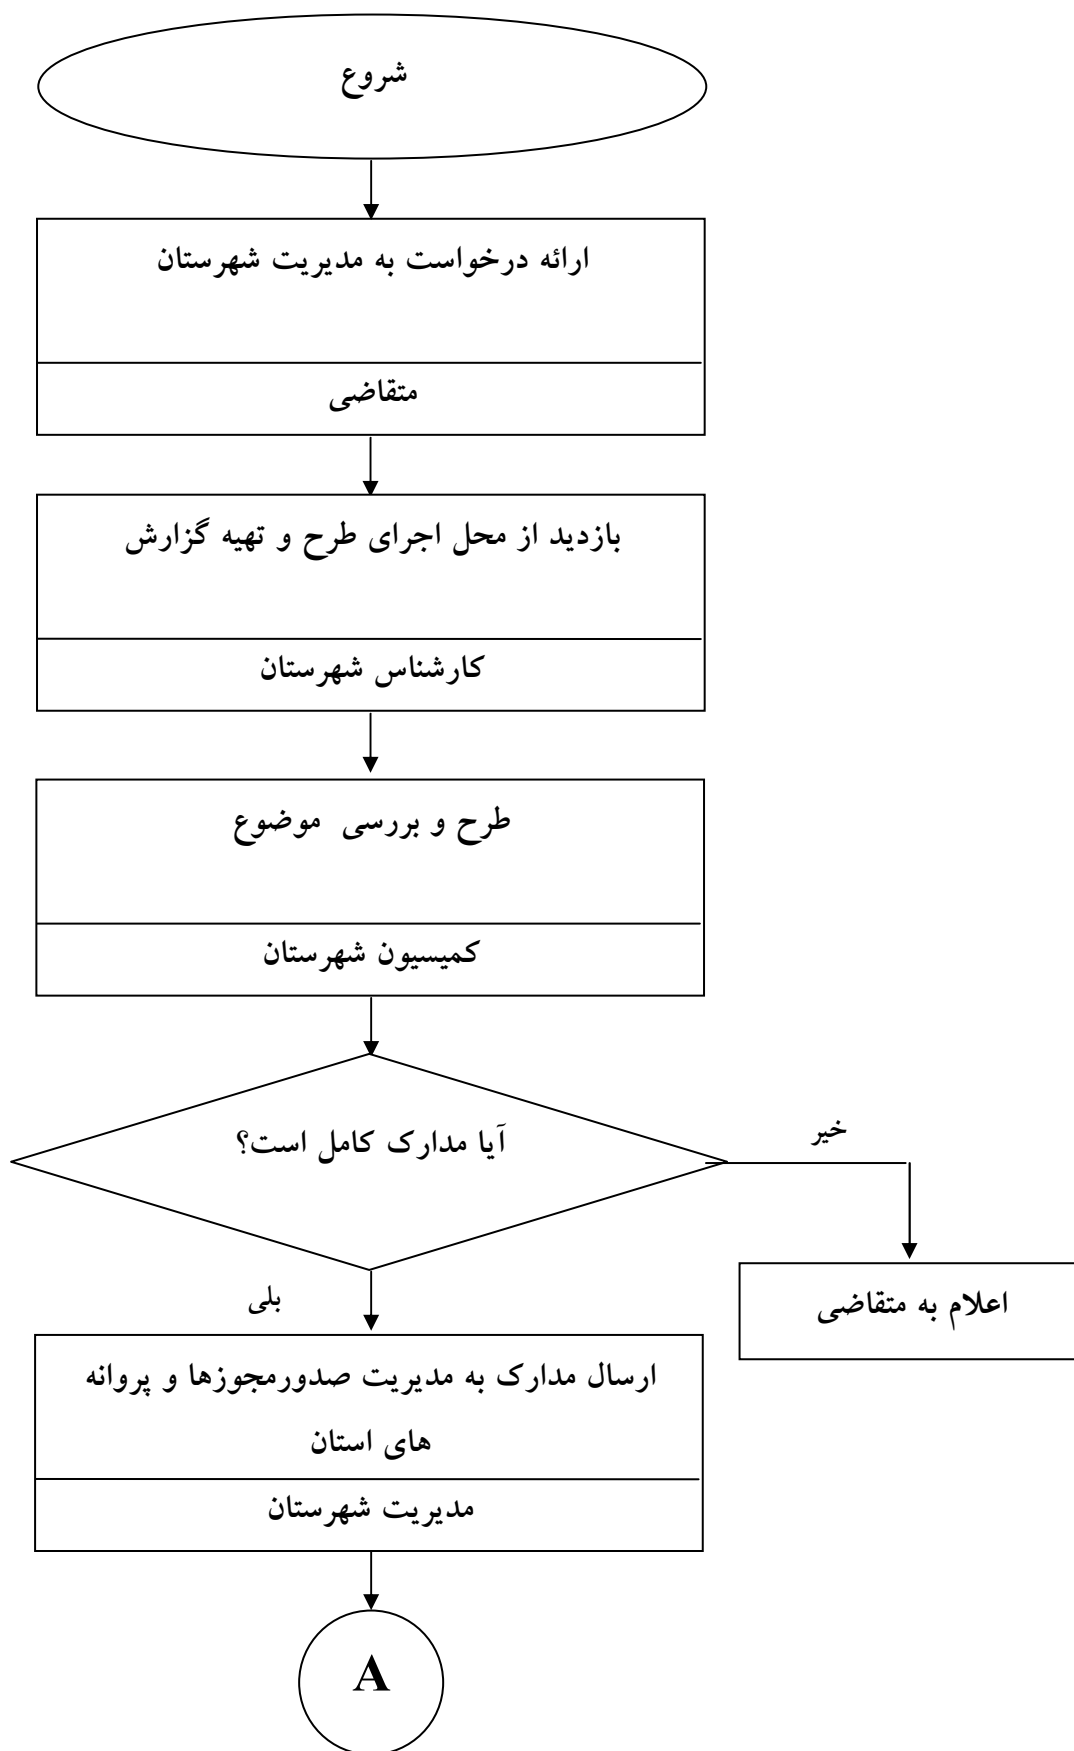 شروع
ارائه درخواست به مدیریت شهرستان
متقاضی
بازدید از محل اجرای طرح و تهیه گزارش
کارشناس شهرستان
طرح و بررسی موضوع
کمیسیون شهرستان
آیا مدارک کامل است؟
خیر
اعلام به متقاضی
بلی
ارسال مدارک به مدیریت صدورمجوزها و پروانه
های استان
مدیریت شهرستان
A